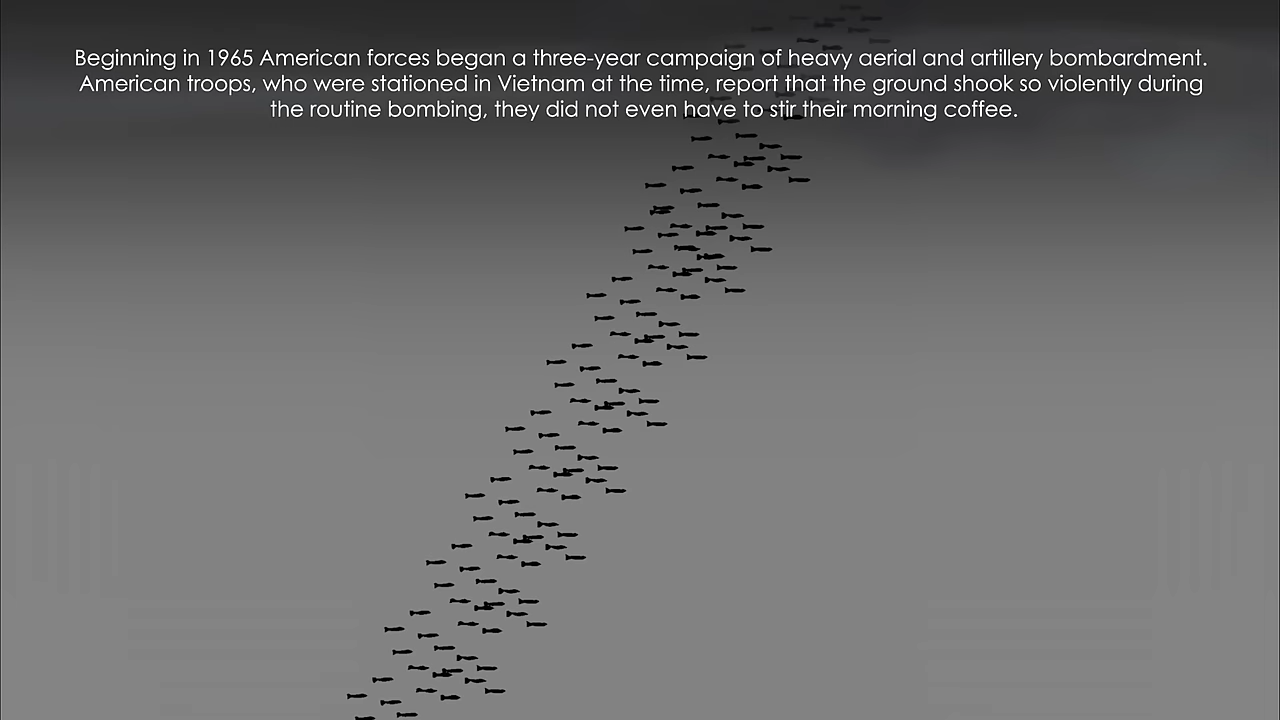 Beginning in 1965 American forces began a three-year campaign of heavy aerial and artillery bombardment.
American troops, who were stationed in Vietnam at the time, report that the ground shook so violently during
the routine bombing, they did not even have to stir their morning coffee.